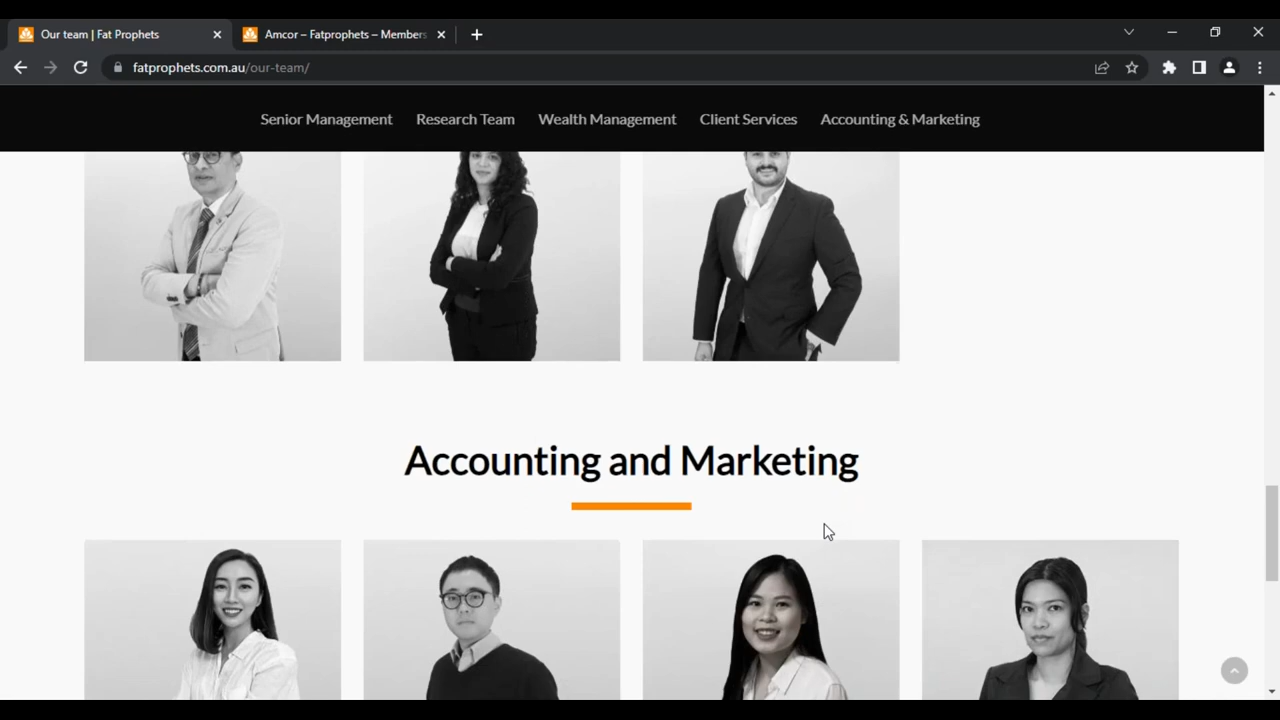 Our team | Fat Prophets
Amcor – Fatprophets – Members
fatprophets.com.au/our-team/
Senior Management
Research Team
Wealth Management
Client Services
Accounting & Marketing
Accounting and Marketing